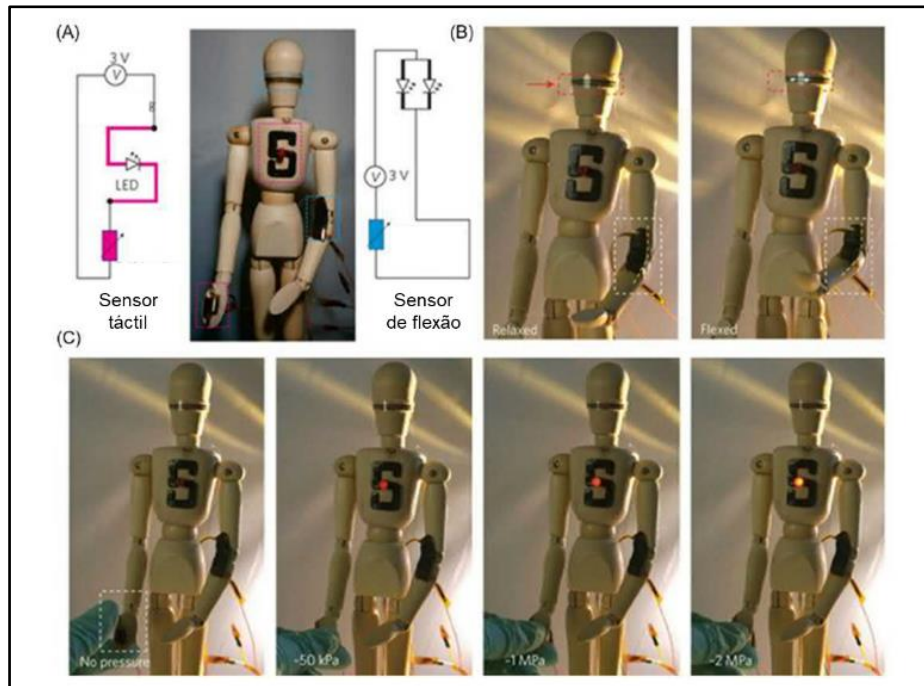 (A)
3 V
V
R
LED
Sensor
táctil
S
V
3 V
Sensor
de flexão
(B)
S
Relaxed
S
Flexed
(C)
S
No pressure
S
~50 kPa
S
~1 MPa
S
~2 MPa